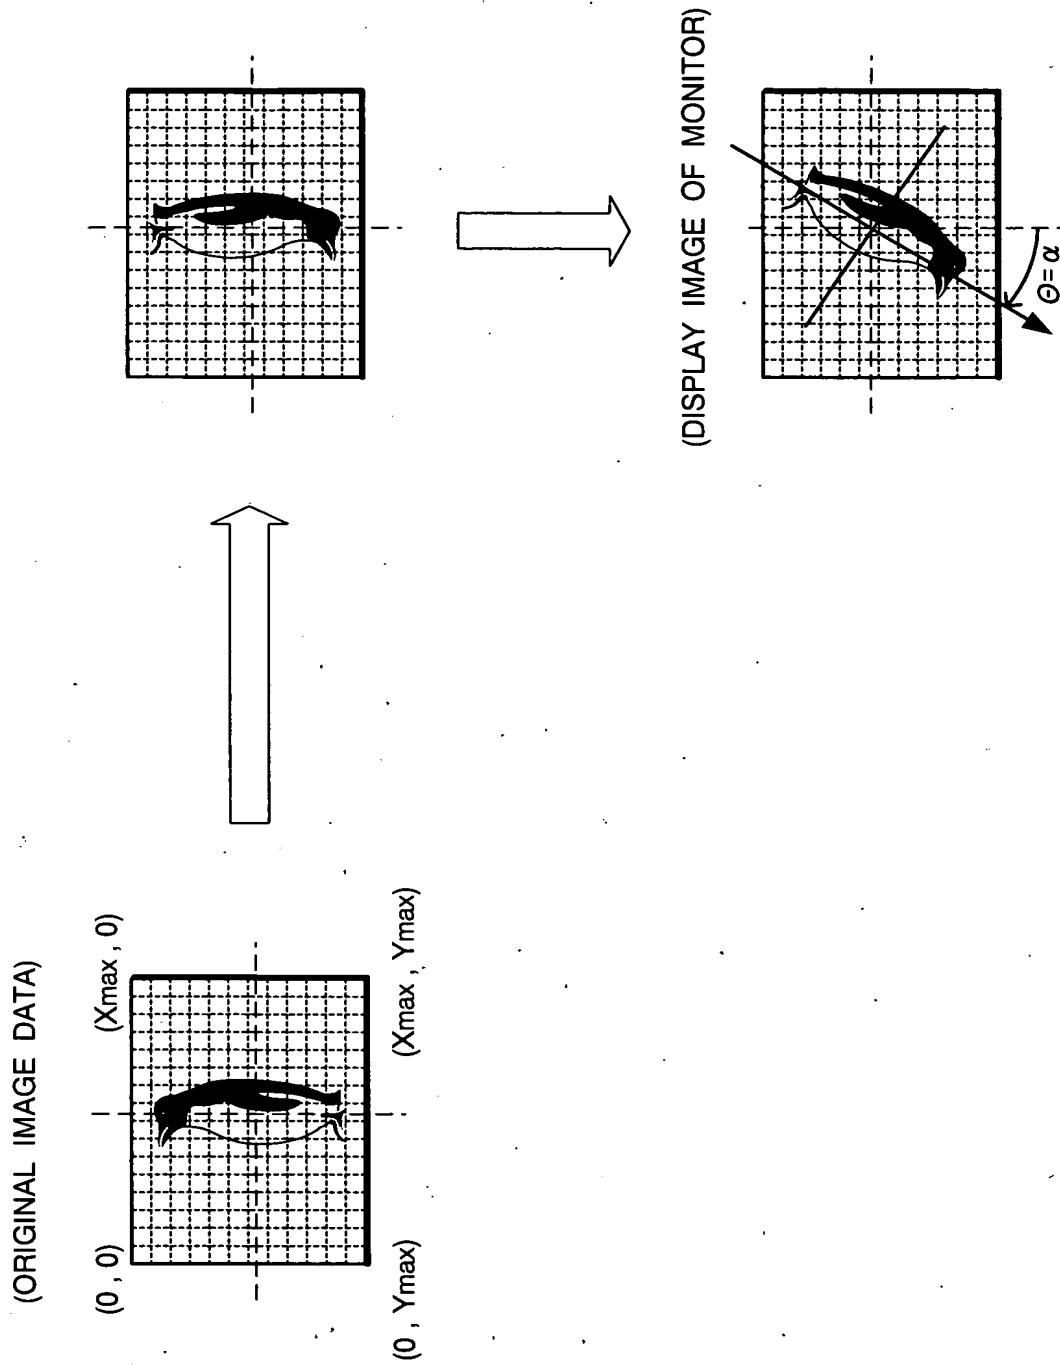 (ORIGINAL IMAGE DATA)
(0 , 0)
(Xmax , 0)
(0 , Ymax)
(Xmax , Ymax)
(DISPLAY IMAGE OF MONITOR)
Θ= α